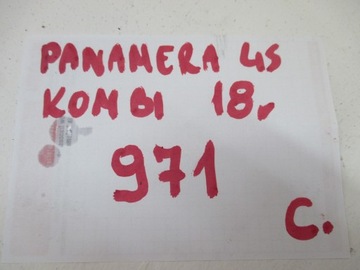 PANAMERA 4S
KOMBI 18r
971
C.